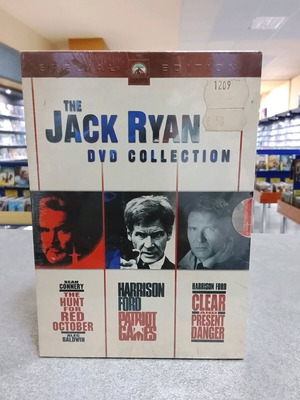 SPECIAL EDITION
1209
THE
JACK RYAN
DVD COLLECTION
SEAN
CONNERY
THE
HUNT FOR
RED
OCTOBER
ALEC
BALDWIN
HARRISON
FORD
PATRIOT
GAMES
HARRISON FORD
CLEAR
AND
PRESENT
DANGER